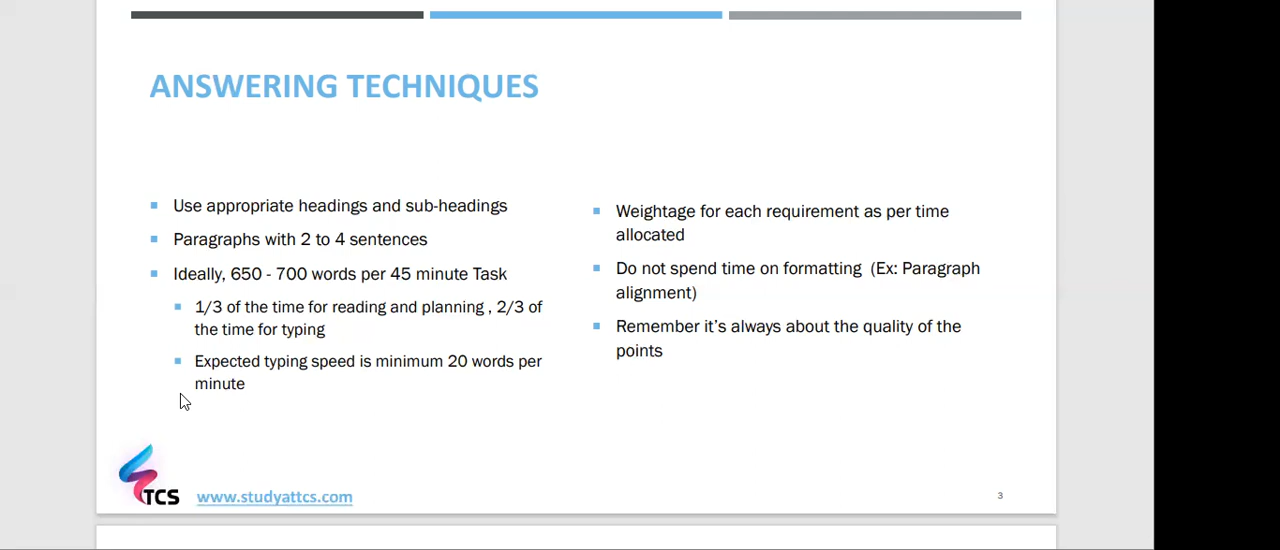 ANSWERING TECHNIQUES
Use appropriate headings and sub-headings
Paragraphs with 2 to 4 sentences
Ideally, 650 - 700 words per 45 minute Task
1/3 of the time for reading and planning , 2/3 of
the time for typing
Expected typing speed is minimum 20 words per
minute
Weightage for each requirement as per time
allocated
Do not spend time on formatting (Ex: Paragraph
alignment)
Remember it’s always about the quality of the
points
TCS
www.studyattcs.com
3